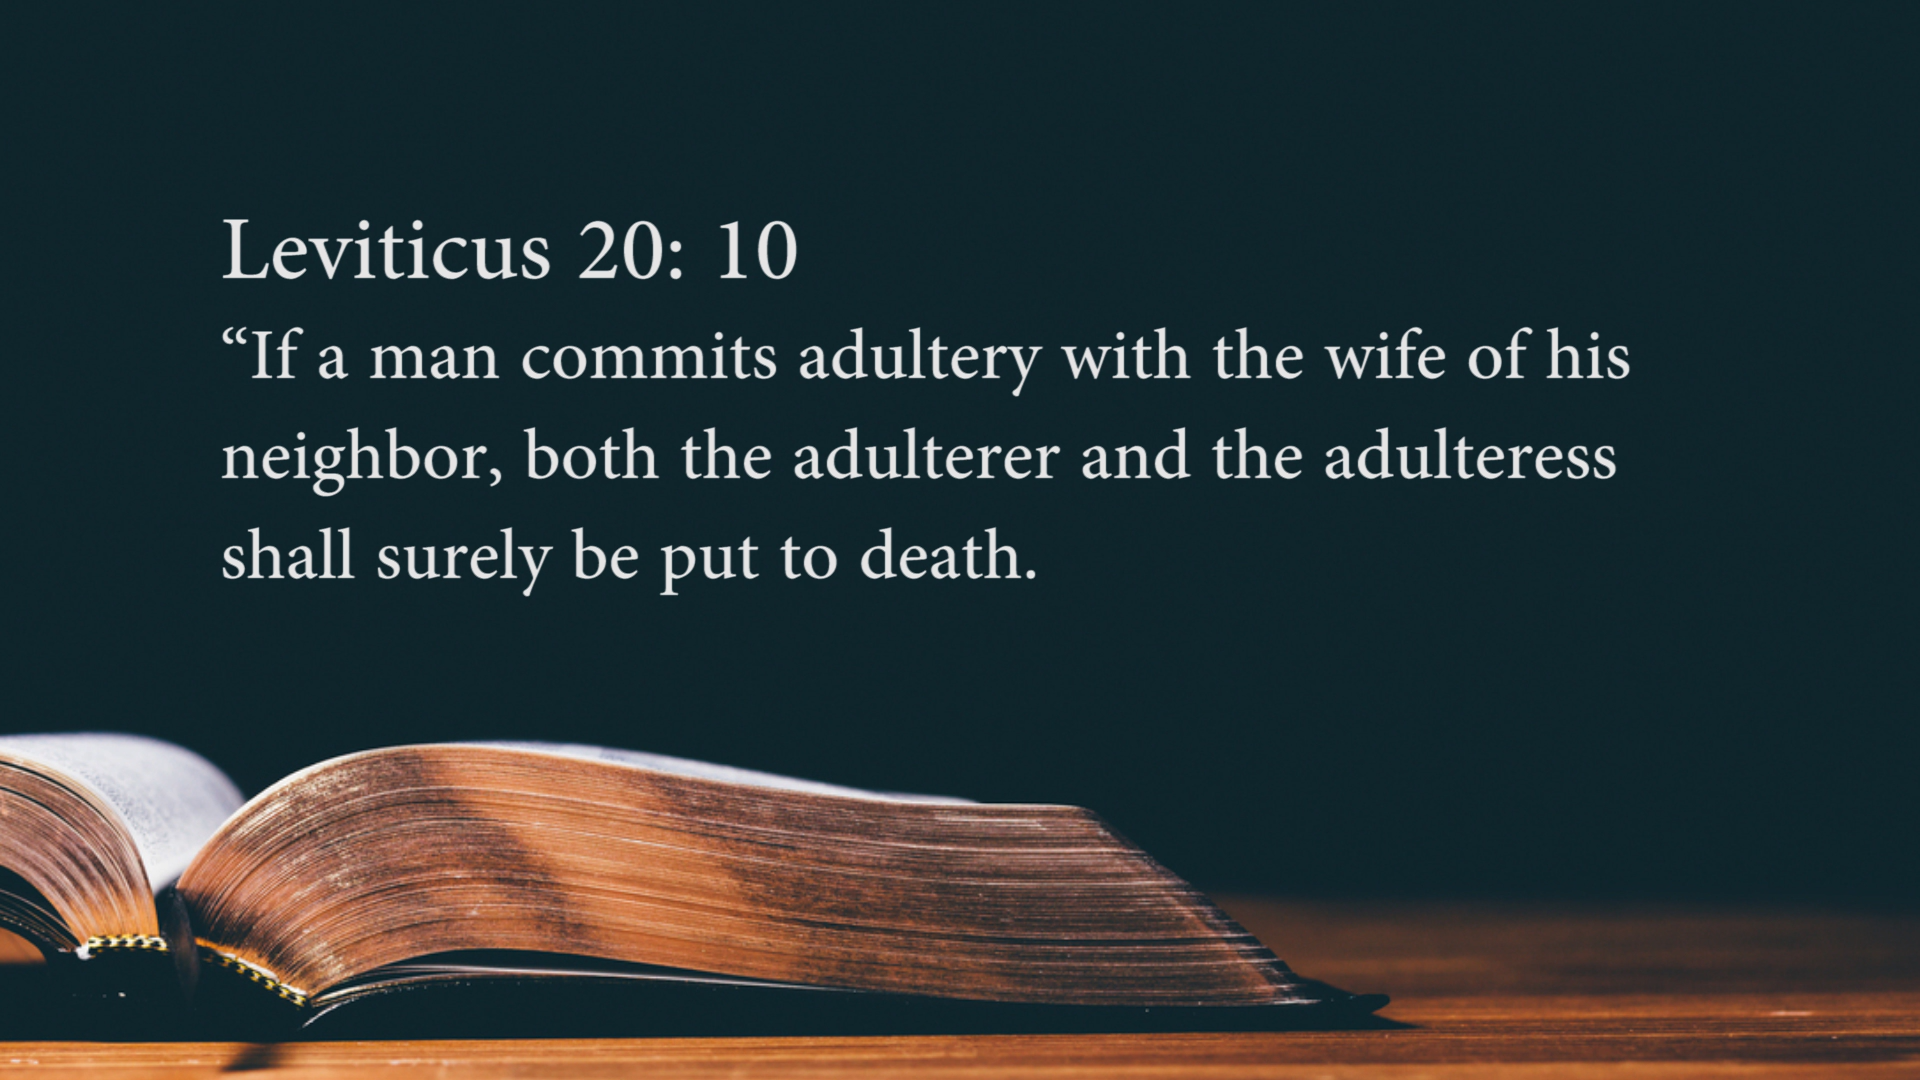 Leviticus 20: 10
“If a man commits adultery with the wife of his
neighbor, both the adulterer and the adulteress
shall surely be put to death.